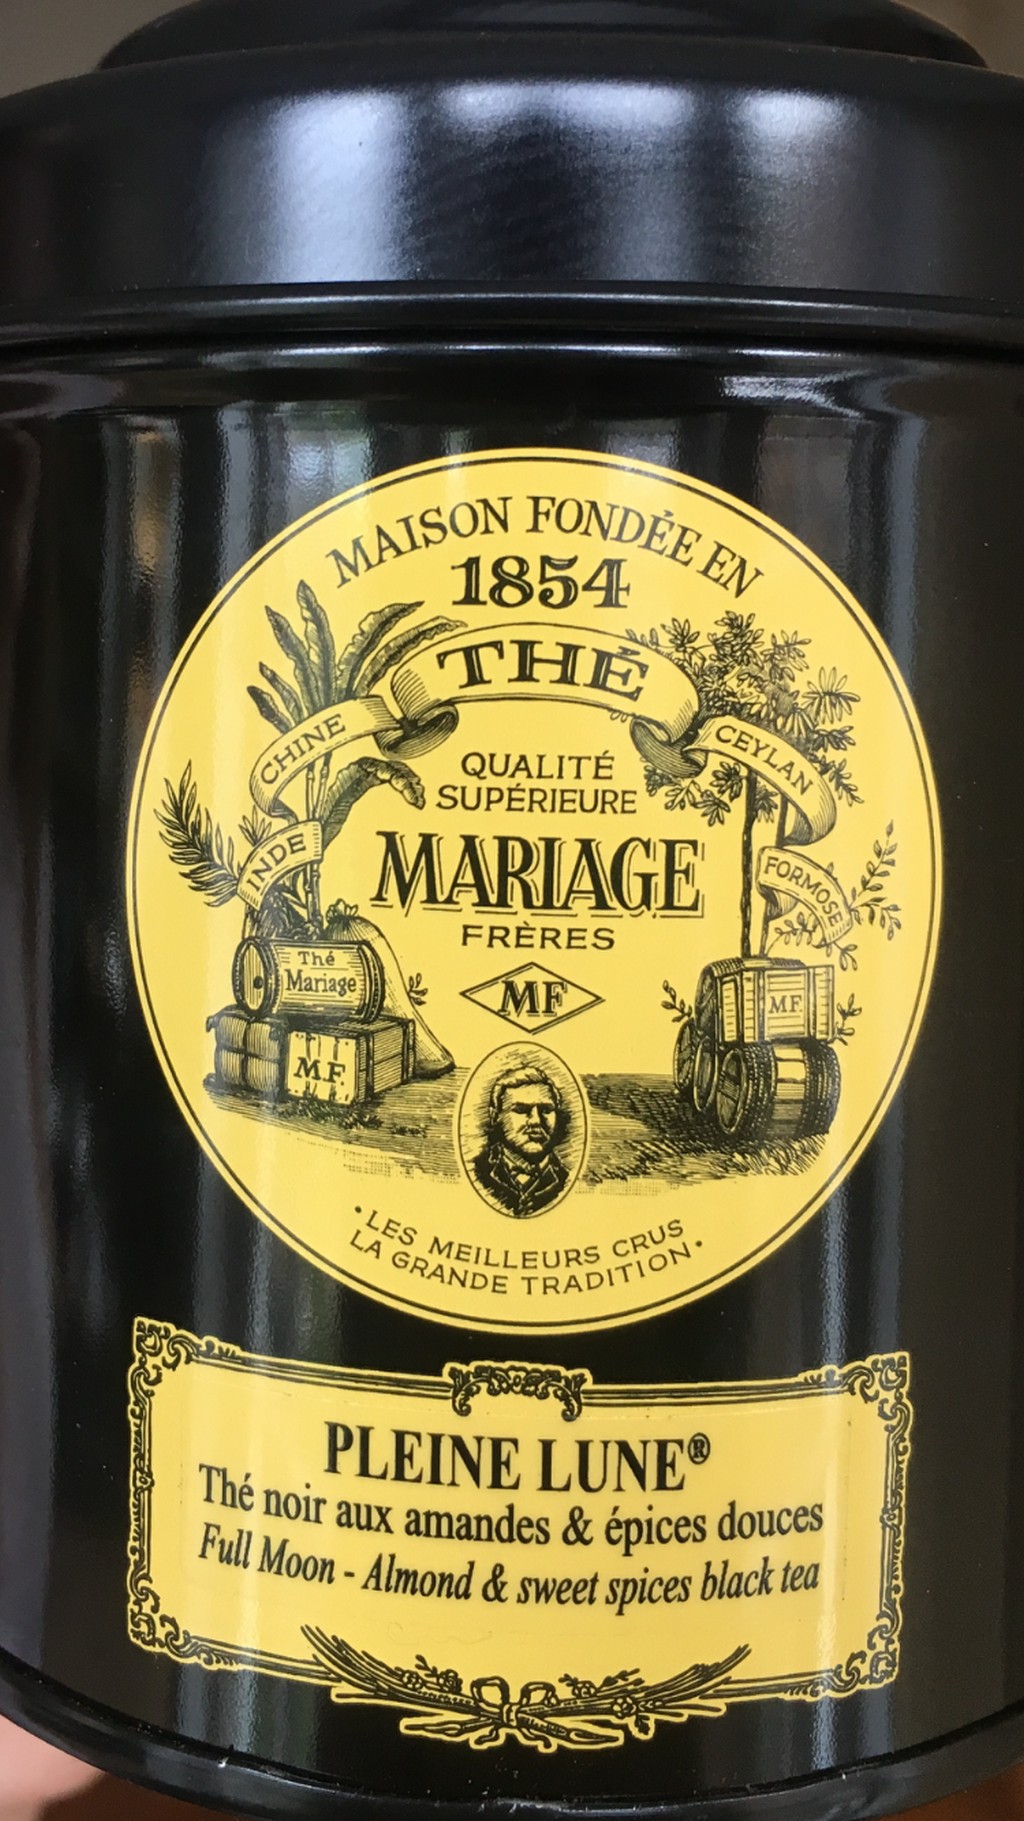 MAISON FONDÉE EN
1854
THÉ
CHINE
CEYLAN
QUALITÉ
SUPÉRIEURE
INDE
FORMOSE
MARIAGE
FRÈRES
Thé
Mariage
MF
M.F
M.F
LES MEILLEURS CRUS
LA GRANDE TRADITION
PLEINE LUNE®
Thé noir aux amandes & épices douces
Full Moon - Almond & sweet spices black tea